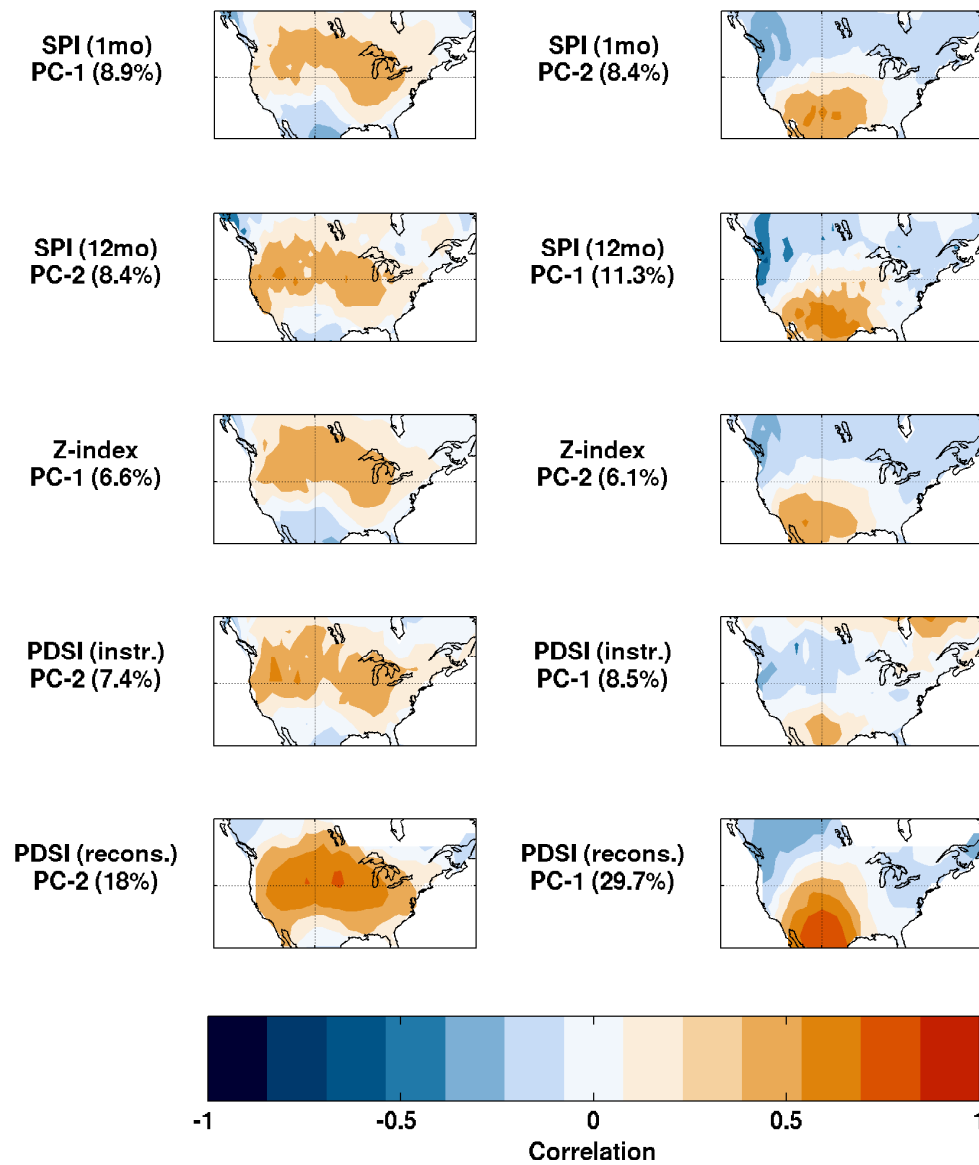 SPI (1mo)
PC-1 (8.9%)
SPI (1mo)
PC-2 (8.4%)
SPI (12mo)
PC-2 (8.4%)
SPI (12mo)
PC-1 (11.3%)
Z-index
PC-1 (6.6%)
Z-index
PC-2 (6.1%)
PDSI (instr.)
PC-2 (7.4%)
PDSI (instr.)
PC-1 (8.5%)
PDSI (recons.)
PC-2 (18%)
PDSI (recons.)
PC-1 (29.7%)
-1 -0.5 0 0.5 1
Correlation